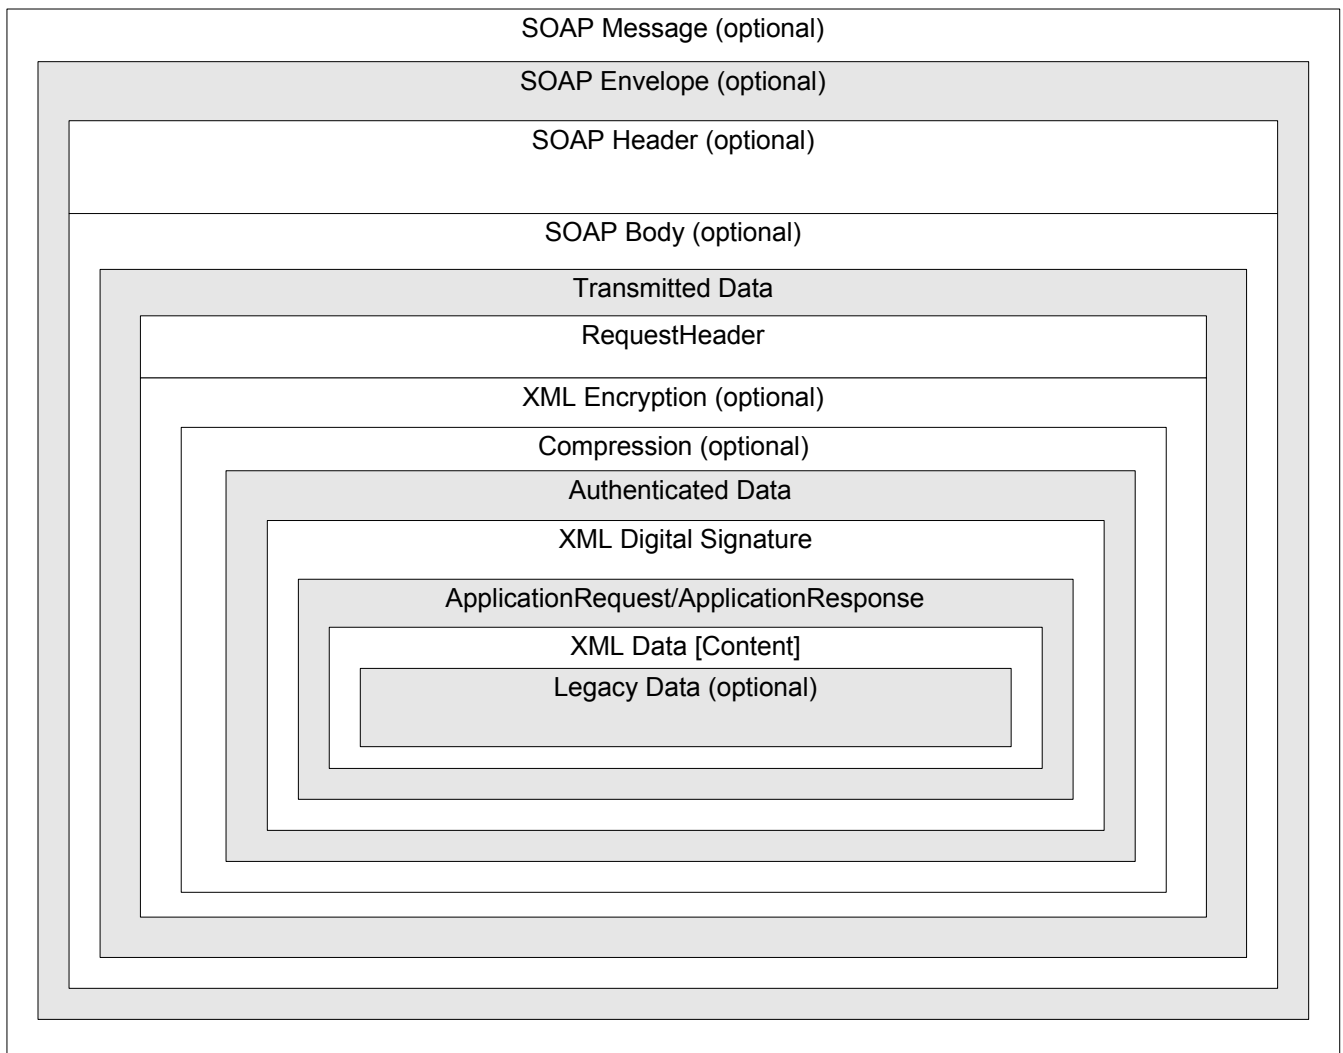 SOAP Message (optional)
SOAP Envelope (optional)
SOAP Header (optional)
SOAP Body (optional)
Transmitted Data
RequestHeader
XML Encryption (optional)
Compression (optional)
Authenticated Data
XML Digital Signature
ApplicationRequest/ApplicationResponse
XML Data [Content]
Legacy Data (optional)